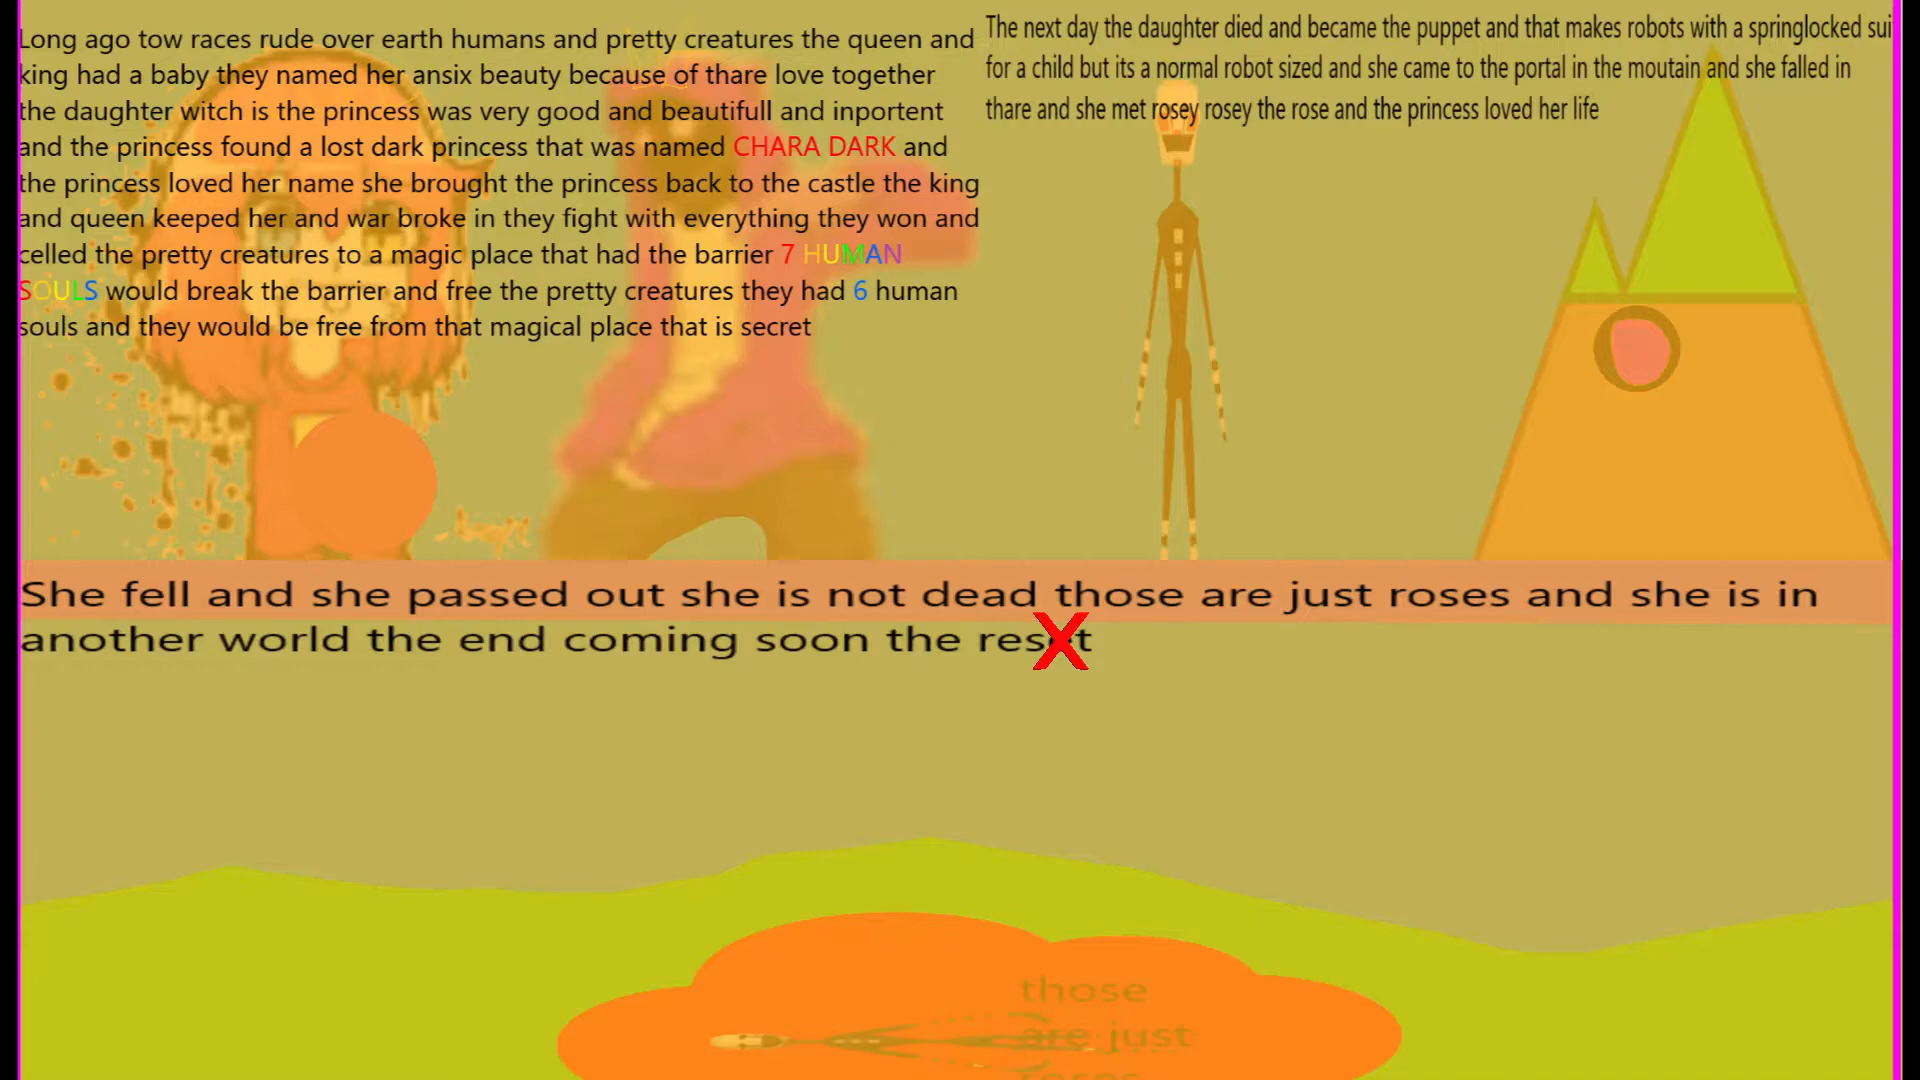 Long ago tow races rude over earth humans and pretty creatures the queen and
king had a baby they named her ansix beauty because of thare love together
the daughter witch is the princess was very good and beautifull and inportent
and the princess found a lost dark princess that was named CHARA DARK and
the princess loved her name she brought the princess back to the castle the king
and queen keeped her and war broke in they fight with everything they won and
celled the pretty creatures to a magic place that had the barrier 7 HUMAN
SOULS would break the barrier and free the pretty creatures they had 6 human
souls and they would be free from that magical place that is secret
The next day the daughter died and became the puppet and that makes robots with a springlocked sui
for a child but its a normal robot sized and she came to the portal in the moutain and she falled in
thare and she met rosey rosey the rose and the princess loved her life
She fell and she passed out she is not dead those are just roses and she is in
another world the end coming soon the reset
X
those
are just
roses